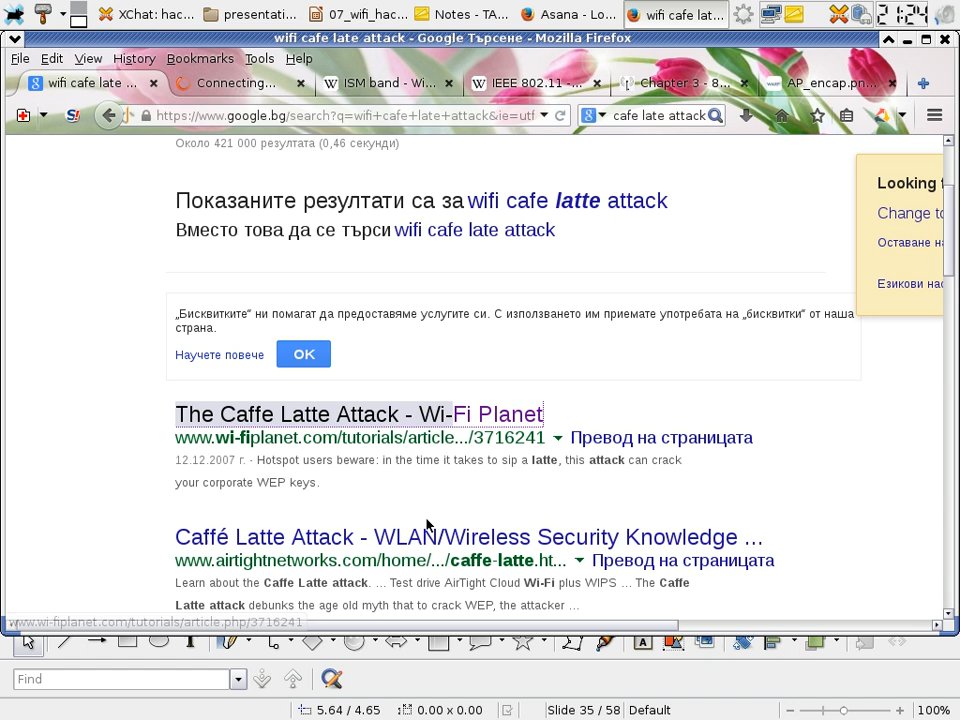 XChat: hac...
presentati...
07_wifi_hac...
Notes - TA...
Asana - Lo...
wifi cafe lat...
21:24
wifi cafe late attack - Google Търсене - Mozilla Firefox
File Edit View History Bookmarks Tools Help
wifi cafe late ...
Connecting...
ISM band - Wi...
IEEE 802.11 -...
Chapter 3 - 8...
AP_encap.pn...
https://www.google.bg/search?q=wifi+cafe+late+attack&ie=utf
cafe late attack
Около 421 000 резултата (0,46 секунди)
Показаните резултати са за wifi cafe latte attack
Вместо това да се търси wifi cafe late attack
Looking f
Change to
Оставане на
Езикови нас
„Бисквитките“ ни помагат да предоставяме услугите си. С използването им приемате употребата на „бисквитки“ от наша
страна.
Научете повече
OK
The Caffe Latte Attack - Wi-Fi Planet
www.wi-fiplanet.com/tutorials/article.../3716241 Превод на страницата
12.12.2007 г. - Hotspot users beware: in the time it takes to sip a latte, this attack can crack
your corporate WEP keys.
Caffé Latte Attack - WLAN/Wireless Security Knowledge ...
www.airtightnetworks.com/home/.../caffe-latte.ht... Превод на страницата
Learn about the Caffe Latte attack. ... Test drive AirTight Cloud Wi-Fi plus WIPS ... The Caffe
Latte attack debunks the age old myth that to crack WEP, the attacker ...
www.wi-fiplanet.com/tutorials/article.php/3716241
Find
5.64 / 4.65
0.00 x 0.00
Slide 35 / 58
Default
100%